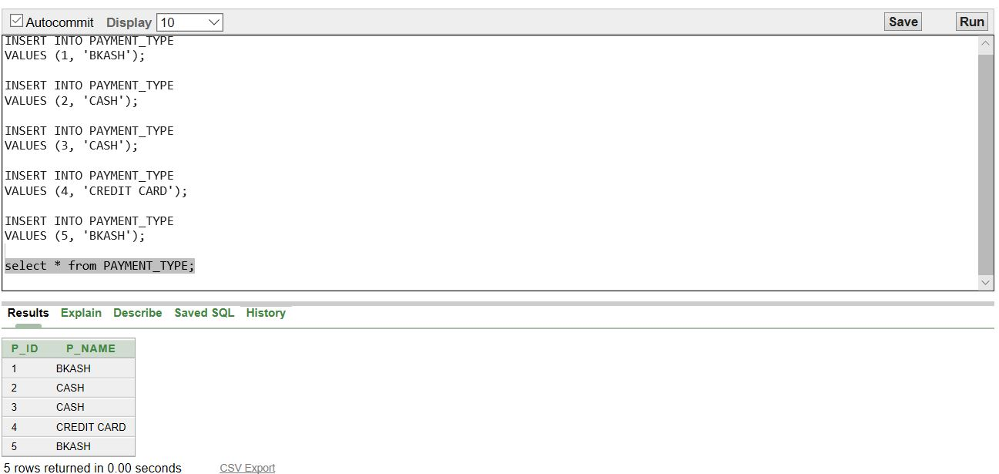 Autocommit Display 10 Save Run
INSERT INTO PAYMENT_TYPE
VALUES (1, 'BKASH');
INSERT INTO PAYMENT_TYPE
VALUES (2, 'CASH');
INSERT INTO PAYMENT_TYPE
VALUES (3, 'CASH');
INSERT INTO PAYMENT_TYPE
VALUES (4, 'CREDIT CARD');
INSERT INTO PAYMENT_TYPE
VALUES (5, 'BKASH');
select * from PAYMENT_TYPE;
Results Explain Describe Saved SQL History
P_ID P_NAME
1 BKASH
2 CASH
3 CASH
4 CREDIT CARD
5 BKASH
5 rows returned in 0.00 seconds CSV Export